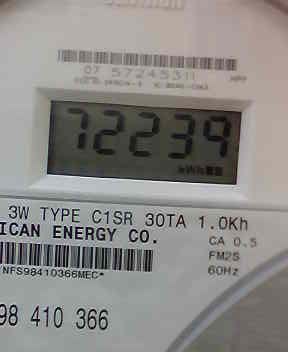 07 57245311
72239
kWh
3W TYPE C1SR 30TA 1.0Kh
ICAN ENERGY CO.
CA 0.5
FM2S
60Hz
NFS98410366MEC*
98 410 366